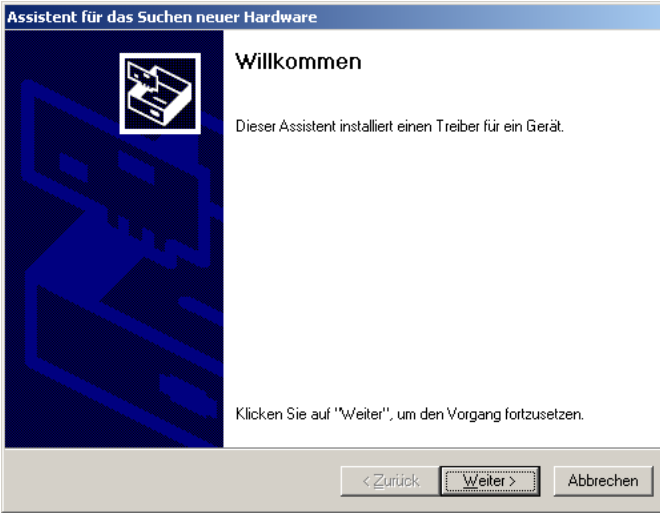 Assistent für das Suchen neuer Hardware
Willkommen
Dieser Assistent installiert einen Treiber für ein Gerät.
Klicken Sie auf "Weiter", um den Vorgang fortzusetzen.
< Zurück
Weiter >
Abbrechen